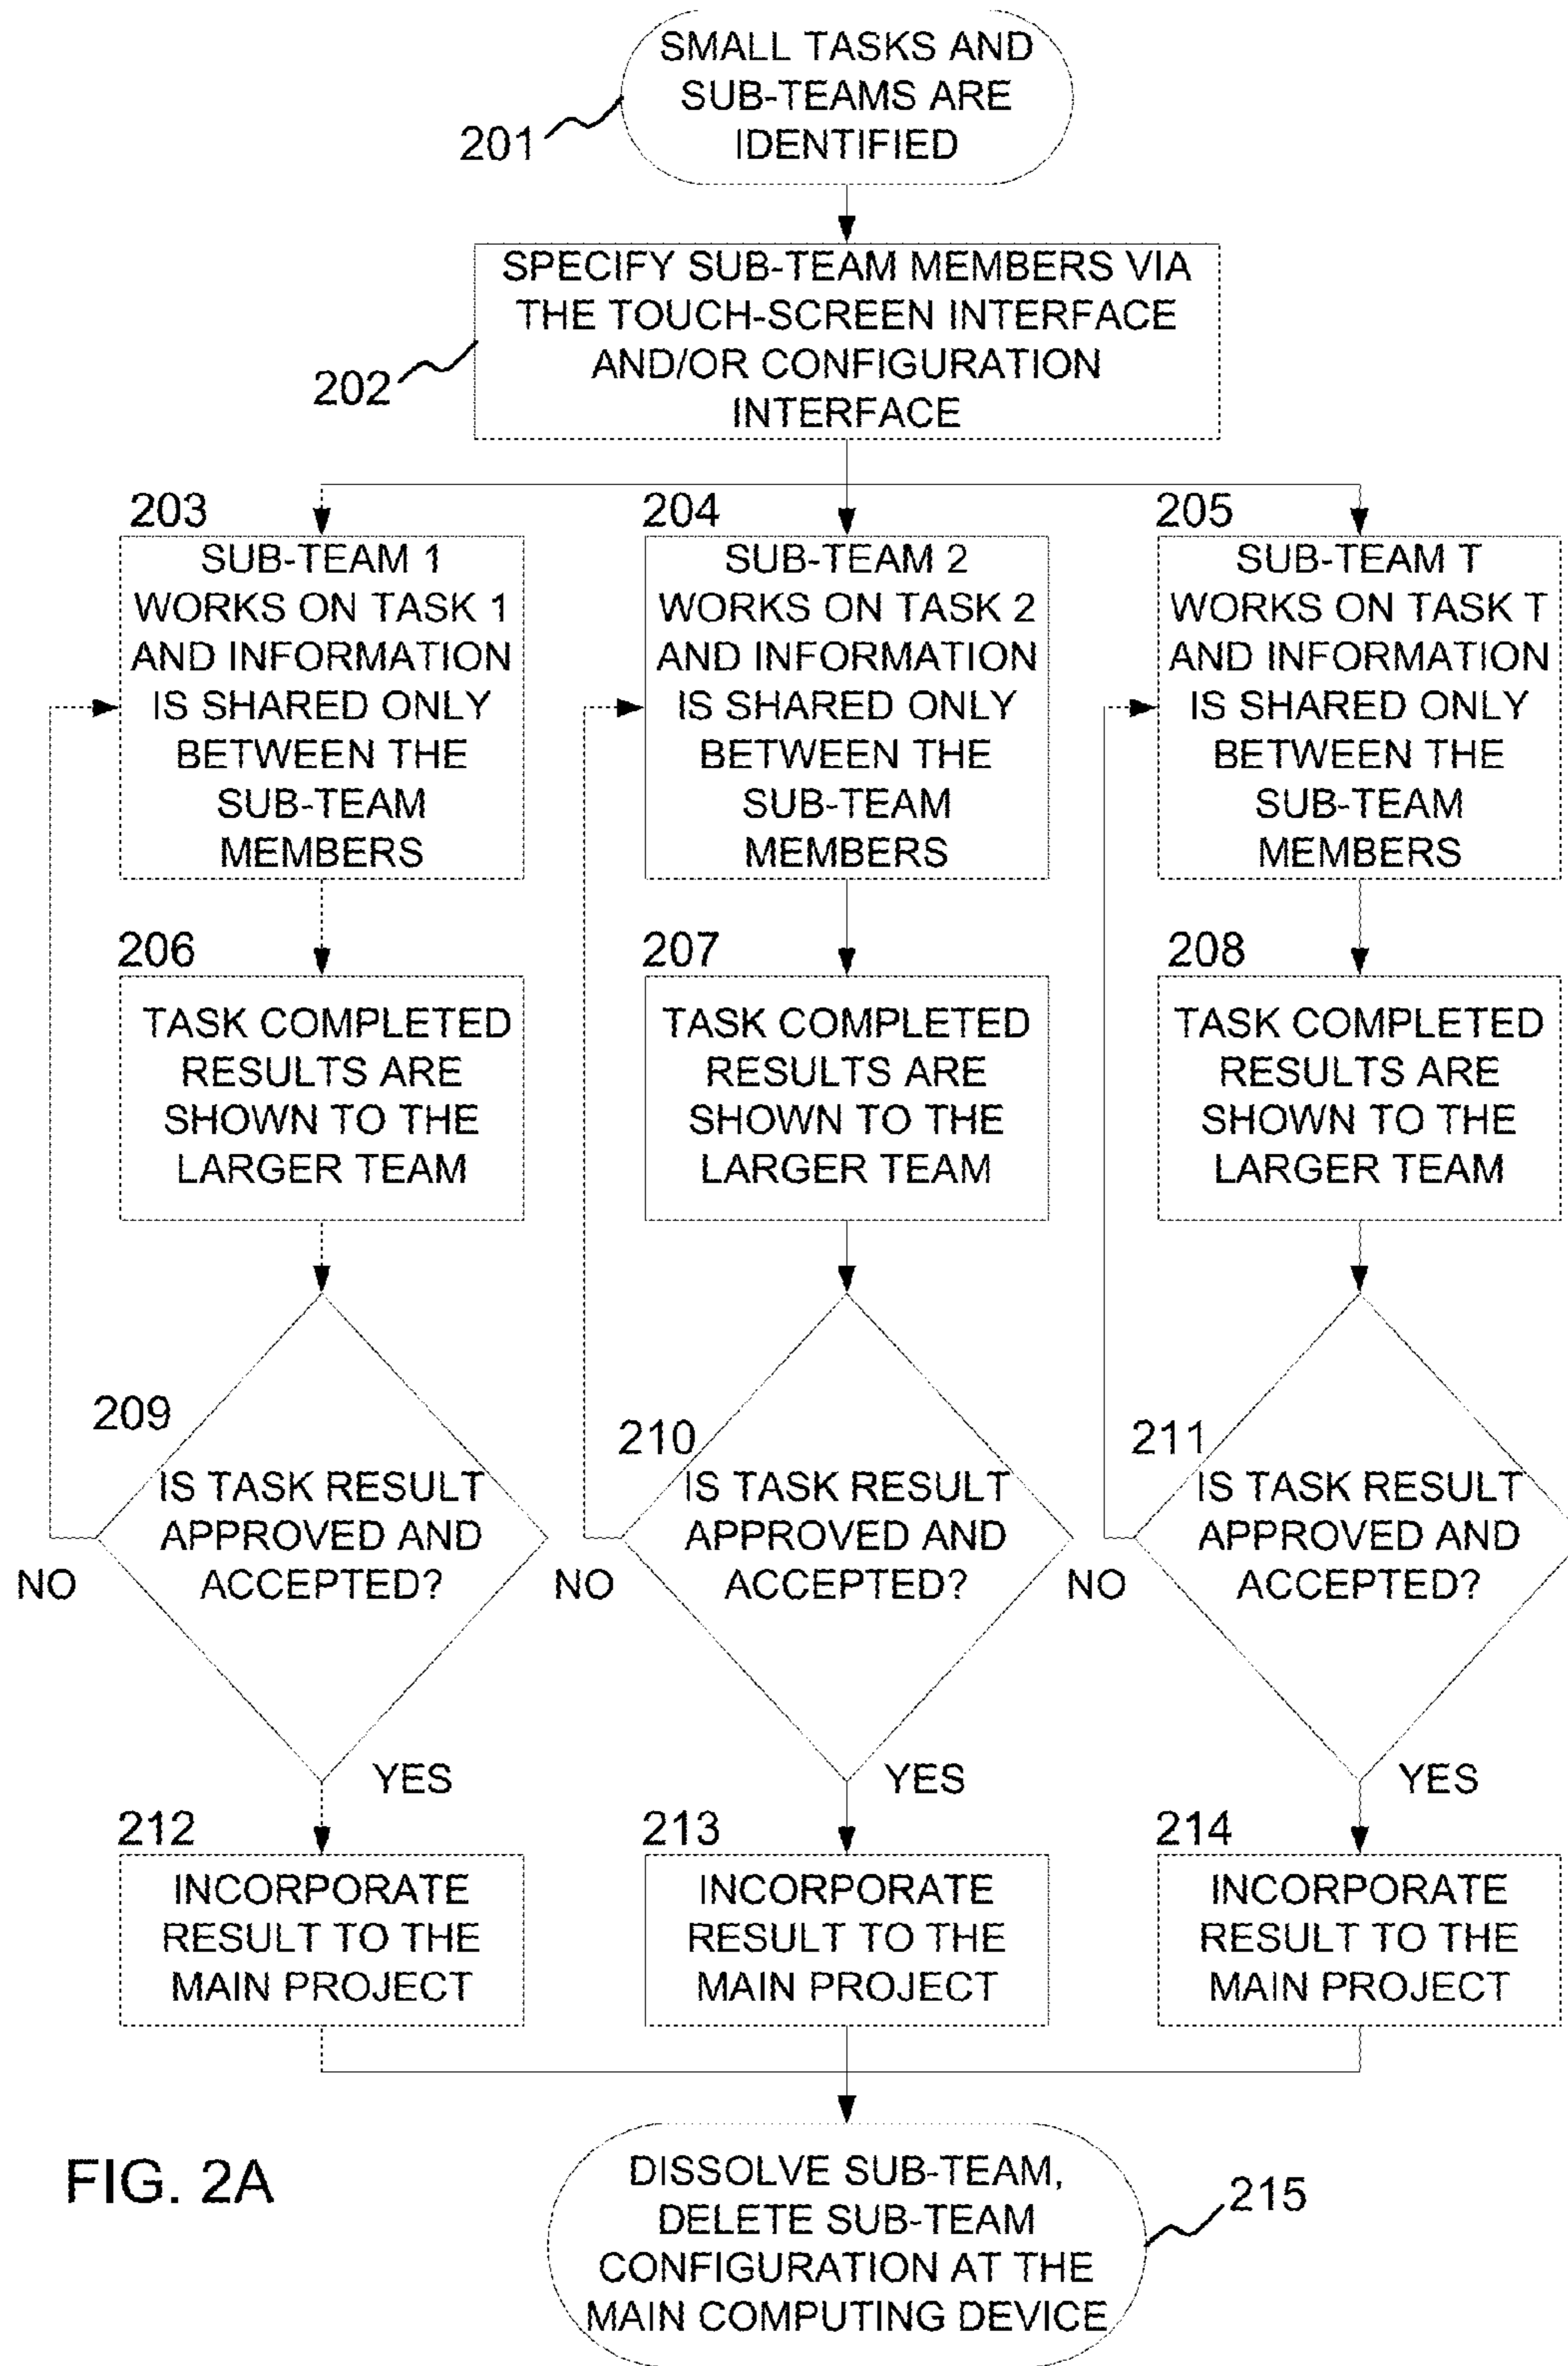 SMALL TASKS AND
SUB-TEAMS ARE
IDENTIFIED
201
SPECIFY SUB-TEAM MEMBERS VIA
THE TOUCH-SCREEN INTERFACE
AND/OR CONFIGURATION
INTERFACE
202
203
SUB-TEAM 1
WORKS ON TASK 1
AND INFORMATION
IS SHARED ONLY
BETWEEN THE
SUB-TEAM
MEMBERS
204
SUB-TEAM 2
WORKS ON TASK 2
AND INFORMATION
IS SHARED ONLY
BETWEEN THE
SUB-TEAM
MEMBERS
205
SUB-TEAM T
WORKS ON TASK T
AND INFORMATION
IS SHARED ONLY
BETWEEN THE
SUB-TEAM
MEMBERS
206
TASK COMPLETED
RESULTS ARE
SHOWN TO THE
LARGER TEAM
207
TASK COMPLETED
RESULTS ARE
SHOWN TO THE
LARGER TEAM
208
TASK COMPLETED
RESULTS ARE
SHOWN TO THE
LARGER TEAM
209
IS TASK RESULT
APPROVED AND
ACCEPTED?
NO
YES
210
IS TASK RESULT
APPROVED AND
ACCEPTED?
NO
YES
211
IS TASK RESULT
APPROVED AND
ACCEPTED?
NO
YES
212
INCORPORATE
RESULT TO THE
MAIN PROJECT
213
INCORPORATE
RESULT TO THE
MAIN PROJECT
214
INCORPORATE
RESULT TO THE
MAIN PROJECT
DISSOLVE SUB-TEAM,
DELETE SUB-TEAM
CONFIGURATION AT THE
MAIN COMPUTING DEVICE
215
FIG. 2A